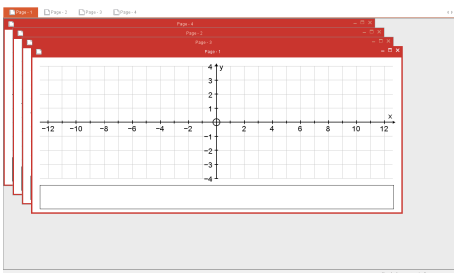 Page - 1 Page - 2 Page - 3 Page - 4
Page - 4
Page - 2
Page - 3
Page - 1
4 y
3
2
1
x
−12 −10 −8 −6 −4 −2 2 4 6 8 10 12
−1
−2
−3
−4